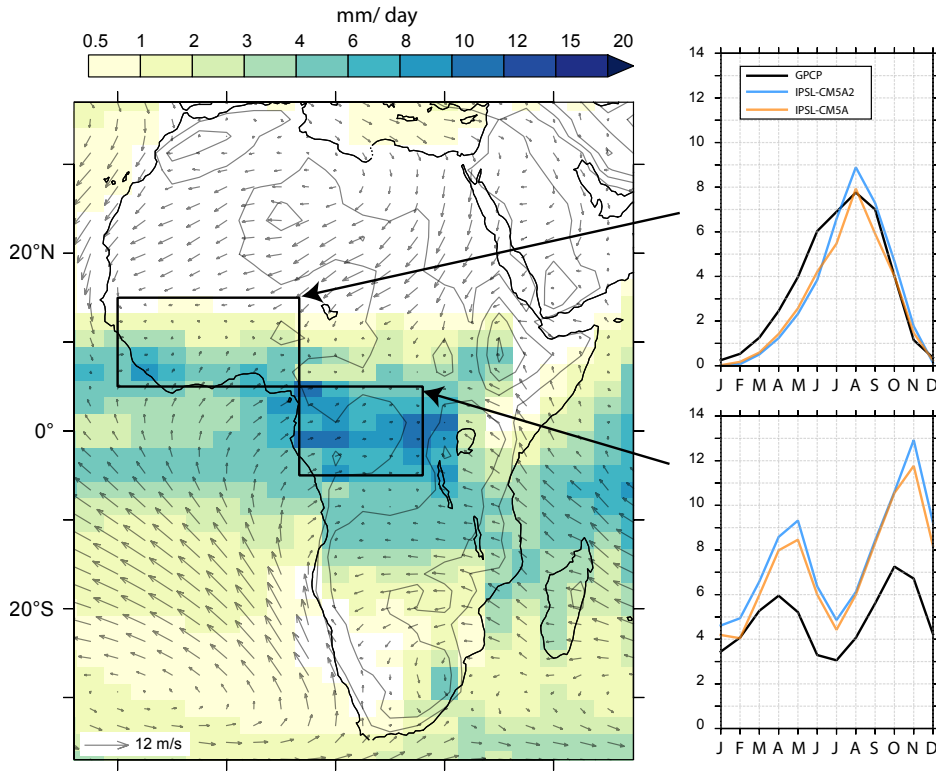 mm/ day
0.5 1 2 3 4 6 8 10 12 15 20
20°N
0°
20°S
12 m/s
14
12
10
8
6
4
2
0
GPCP
IPSL-CM5A2
IPSL-CM5A
J F M A M J J A S O N D
14
12
10
8
6
4
2
0
J F M A M J J A S O N D